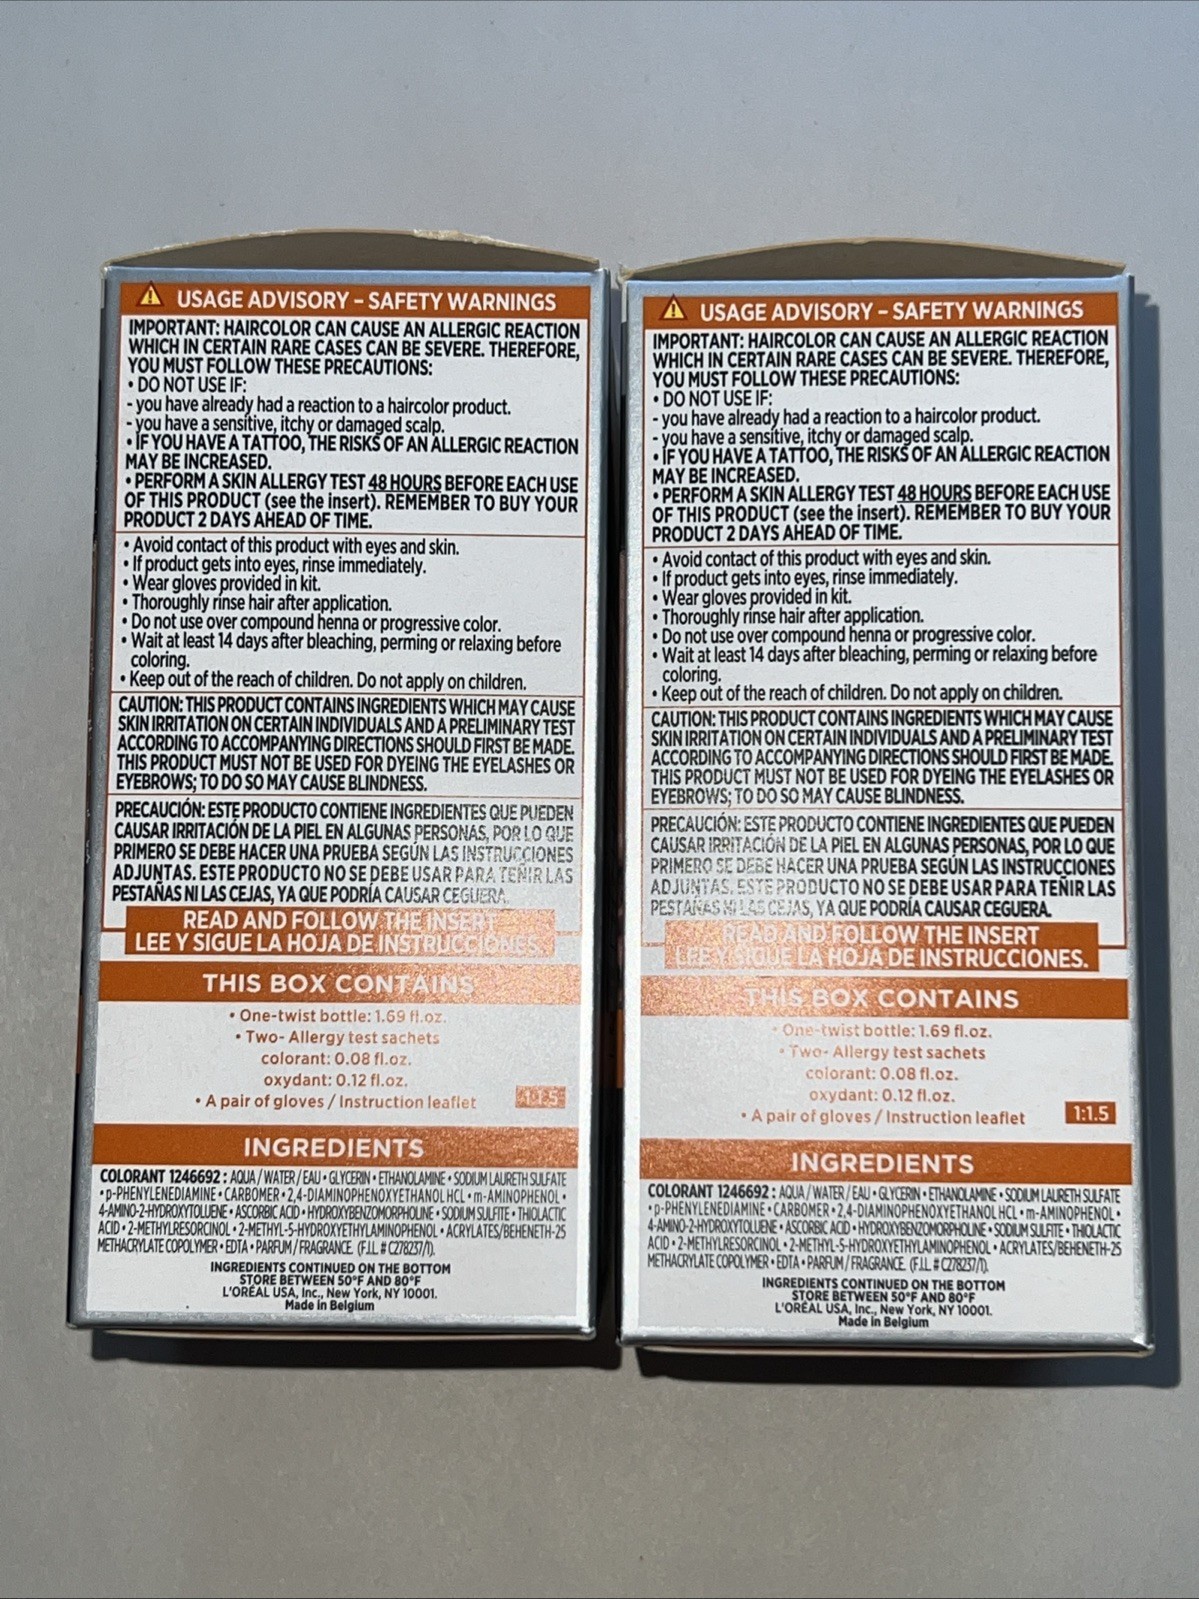 USAGE ADVISORY – SAFETY WARNINGS
IMPORTANT: HAIRCOLOR CAN CAUSE AN ALLERGIC REACTION
WHICH IN CERTAIN RARE CASES CAN BE SEVERE. THEREFORE,
YOU MUST FOLLOW THESE PRECAUTIONS:
• DO NOT USE IF:
- you have already had a reaction to a haircolor product.
- you have a sensitive, itchy or damaged scalp.
• IF YOU HAVE A TATTOO, THE RISKS OF AN ALLERGIC REACTION
MAY BE INCREASED.
• PERFORM A SKIN ALLERGY TEST 48 HOURS BEFORE EACH USE
OF THIS PRODUCT (see the insert). REMEMBER TO BUY YOUR
PRODUCT 2 DAYS AHEAD OF TIME.
• Avoid contact of this product with eyes and skin.
• If product gets into eyes, rinse immediately.
• Wear gloves provided in kit.
• Thoroughly rinse hair after application.
• Do not use over compound henna or progressive color.
• Wait at least 14 days after bleaching, perming or relaxing before
coloring.
• Keep out of the reach of children. Do not apply on children.
CAUTION: THIS PRODUCT CONTAINS INGREDIENTS WHICH MAY CAUSE
SKIN IRRITATION ON CERTAIN INDIVIDUALS AND A PRELIMINARY TEST
ACCORDING TO ACCOMPANYING DIRECTIONS SHOULD FIRST BE MADE.
THIS PRODUCT MUST NOT BE USED FOR DYEING THE EYELASHES OR
EYEBROWS; TO DO SO MAY CAUSE BLINDNESS.
PRECAUCIÓN: ESTE PRODUCTO CONTIENE INGREDIENTES QUE PUEDEN
CAUSAR IRRITACIÓN DE LA PIEL EN ALGUNAS PERSONAS, POR LO QUE
PRIMERO SE DEBE HACER UNA PRUEBA SEGÚN LAS INSTRUCCIONES
ADJUNTAS. ESTE PRODUCTO NO SE DEBE USAR PARA TEÑIR LAS
PESTAÑAS NI LAS CEJAS, YA QUE PODRÍA CAUSAR CEGUERA.
READ AND FOLLOW THE INSERT
LEE Y SIGUE LA HOJA DE INSTRUCCIONES.
THIS BOX CONTAINS
• One-twist bottle: 1.69 fl.oz.
• Two- Allergy test sachets
colorant: 0.08 fl.oz.
oxydant: 0.12 fl.oz.
• A pair of gloves / Instruction leaflet
1:1.5
INGREDIENTS
COLORANT 1246692 : AQUA / WATER / EAU • GLYCERIN • ETHANOLAMINE • SODIUM LAURETH SULFATE
• p-PHENYLENEDIAMINE • CARBOMER • 2,4-DIAMINOPHENOXYETHANOL HCL • m-AMINOPHENOL •
4-AMINO-2-HYDROXYTOLUENE • ASCORBIC ACID • HYDROXYBENZOMORPHOLINE • SODIUM SULFITE • THIOLACTIC
ACID • 2-METHYLRESORCINOL • 2-METHYL-5-HYDROXYETHYLAMINOPHENOL • ACRYLATES/BEHENETH-25
METHACRYLATE COPOLYMER • EDTA • PARFUM / FRAGRANCE. (F.I.L. # C278237/1).
INGREDIENTS CONTINUED ON THE BOTTOM
STORE BETWEEN 50°F AND 80°F
L'ORÉAL USA, Inc., New York, NY 10001.
Made in Belgium
USAGE ADVISORY – SAFETY WARNINGS
IMPORTANT: HAIRCOLOR CAN CAUSE AN ALLERGIC REACTION
WHICH IN CERTAIN RARE CASES CAN BE SEVERE. THEREFORE,
YOU MUST FOLLOW THESE PRECAUTIONS:
• DO NOT USE IF:
- you have already had a reaction to a haircolor product.
- you have a sensitive, itchy or damaged scalp.
• IF YOU HAVE A TATTOO, THE RISKS OF AN ALLERGIC REACTION
MAY BE INCREASED.
• PERFORM A SKIN ALLERGY TEST 48 HOURS BEFORE EACH USE
OF THIS PRODUCT (see the insert). REMEMBER TO BUY YOUR
PRODUCT 2 DAYS AHEAD OF TIME.
• Avoid contact of this product with eyes and skin.
• If product gets into eyes, rinse immediately.
• Wear gloves provided in kit.
• Thoroughly rinse hair after application.
• Do not use over compound henna or progressive color.
• Wait at least 14 days after bleaching, perming or relaxing before
coloring.
• Keep out of the reach of children. Do not apply on children.
CAUTION: THIS PRODUCT CONTAINS INGREDIENTS WHICH MAY CAUSE
SKIN IRRITATION ON CERTAIN INDIVIDUALS AND A PRELIMINARY TEST
ACCORDING TO ACCOMPANYING DIRECTIONS SHOULD FIRST BE MADE.
THIS PRODUCT MUST NOT BE USED FOR DYEING THE EYELASHES OR
EYEBROWS; TO DO SO MAY CAUSE BLINDNESS.
PRECAUCIÓN: ESTE PRODUCTO CONTIENE INGREDIENTES QUE PUEDEN
CAUSAR IRRITACIÓN DE LA PIEL EN ALGUNAS PERSONAS, POR LO QUE
PRIMERO SE DEBE HACER UNA PRUEBA SEGÚN LAS INSTRUCCIONES
ADJUNTAS. ESTE PRODUCTO NO SE DEBE USAR PARA TEÑIR LAS
PESTAÑAS NI LAS CEJAS, YA QUE PODRÍA CAUSAR CEGUERA.
READ AND FOLLOW THE INSERT
LEE Y SIGUE LA HOJA DE INSTRUCCIONES.
THIS BOX CONTAINS
• One-twist bottle: 1.69 fl.oz.
• Two- Allergy test sachets
colorant: 0.08 fl.oz.
oxydant: 0.12 fl.oz.
• A pair of gloves / Instruction leaflet
1:1.5
INGREDIENTS
COLORANT 1246692 : AQUA / WATER / EAU • GLYCERIN • ETHANOLAMINE • SODIUM LAURETH SULFATE
• p-PHENYLENEDIAMINE • CARBOMER • 2,4-DIAMINOPHENOXYETHANOL HCL • m-AMINOPHENOL •
4-AMINO-2-HYDROXYTOLUENE • ASCORBIC ACID • HYDROXYBENZOMORPHOLINE • SODIUM SULFITE • THIOLACTIC
ACID • 2-METHYLRESORCINOL • 2-METHYL-5-HYDROXYETHYLAMINOPHENOL • ACRYLATES/BEHENETH-25
METHACRYLATE COPOLYMER • EDTA • PARFUM / FRAGRANCE. (F.I.L. # C278237/1).
INGREDIENTS CONTINUED ON THE BOTTOM
STORE BETWEEN 50°F AND 80°F
L'ORÉAL USA, Inc., New York, NY 10001.
Made in Belgium